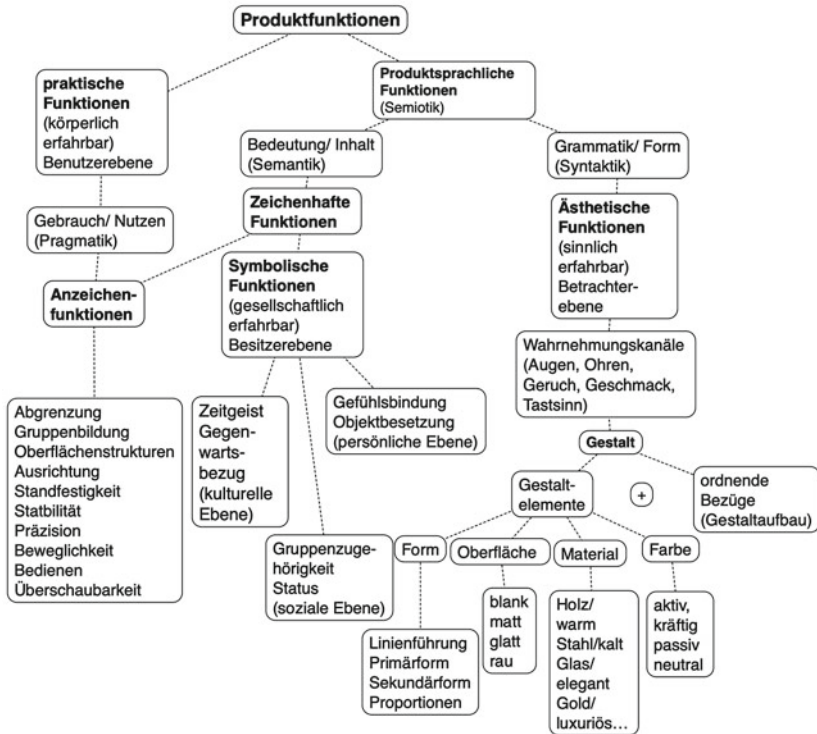 Produktfunktionen
praktische
Funktionen
(körperlich
erfahrbar)
Benutzerebene
Produktsprachliche
Funktionen
(Semiotik)
Bedeutung/ Inhalt
(Semantik)
Grammatik/ Form
(Syntaktik)
Gebrauch/ Nutzen
(Pragmatik)
Zeichenhafte
Funktionen
Ästhetische
Funktionen
(sinnlich
erfahrbar)
Betrachter-
ebene
Anzeichen-
funktionen
Symbolische
Funktionen
(gesellschaftlich
erfahrbar)
Besitzerebene
Wahrnehmungskanäle
(Augen, Ohren,
Geruch, Geschmack,
Tastsinn)
Abgrenzung
Gruppenbildung
Oberflächenstrukturen
Ausrichtung
Standfestigkeit
Statbilität
Präzision
Beweglichkeit
Bedienen
Überschaubarkeit
Zeitgeist
Gegen-
warts-
bezug
(kulturelle
Ebene)
Gefühlsbindung
Objektbesetzung
(persönliche Ebene)
Gruppenzuge-
hörigkeit
Status
(soziale Ebene)
Gestalt
Gestalt-
elemente
+
ordnende
Bezüge
(Gestaltaufbau)
Form
Oberfläche
Material
Farbe
Linienführung
Primärform
Sekundärform
Proportionen
blank
matt
glatt
rau
Holz/
warm
Stahl/kalt
Glas/
elegant
Gold/
luxuriös...
aktiv,
kräftig
passiv
neutral